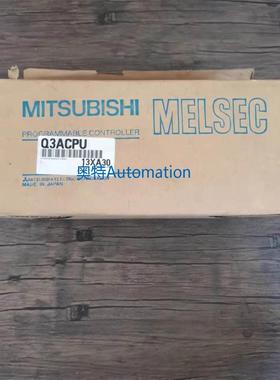 MITSUBISHI
MELSEC
PROGRAMMABLE CONTROLLER
Q3ACPU
13XA30
奥特Automation
MADE IN JAPAN